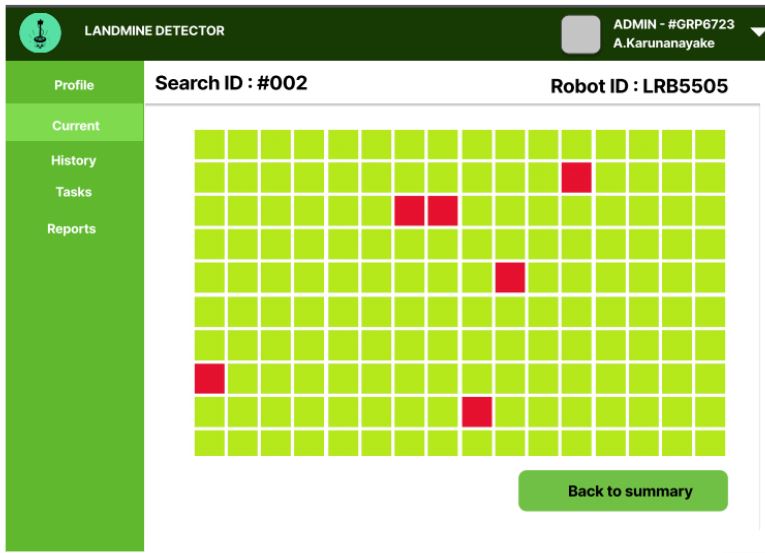 LANDMINE DETECTOR
ADMIN - #GRP6723
A.Karunanayake
Profile
Current
History
Tasks
Reports
Search ID : #002
Robot ID : LRB5505
Back to summary